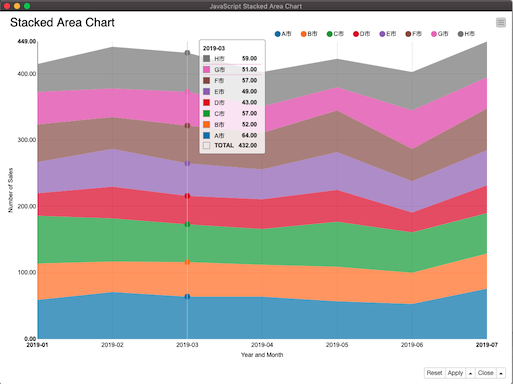 JavaScript Stacked Area Chart
Stacked Area Chart
A市 B市 C市 D市 E市 F市 G市 H市
449.00
400.00
300.00
200.00
100.00
0.00
Number of Sales
2019-03
H市 59.00
G市 51.00
F市 57.00
E市 49.00
D市 43.00
C市 57.00
B市 52.00
A市 64.00
TOTAL 432.00
2019-01 2019-02 2019-03 2019-04 2019-05 2019-06 2019-07
Year and Month
Reset Apply Close